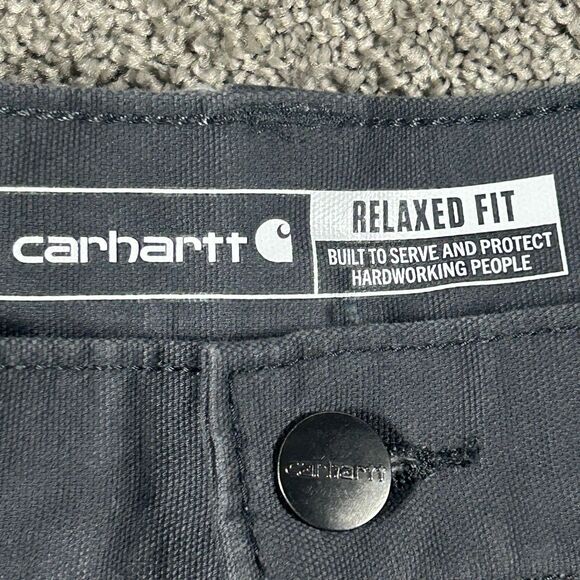 carhartt
RELAXED FIT
BUILT TO SERVE AND PROTECT
HARDWORKING PEOPLE
carhartt